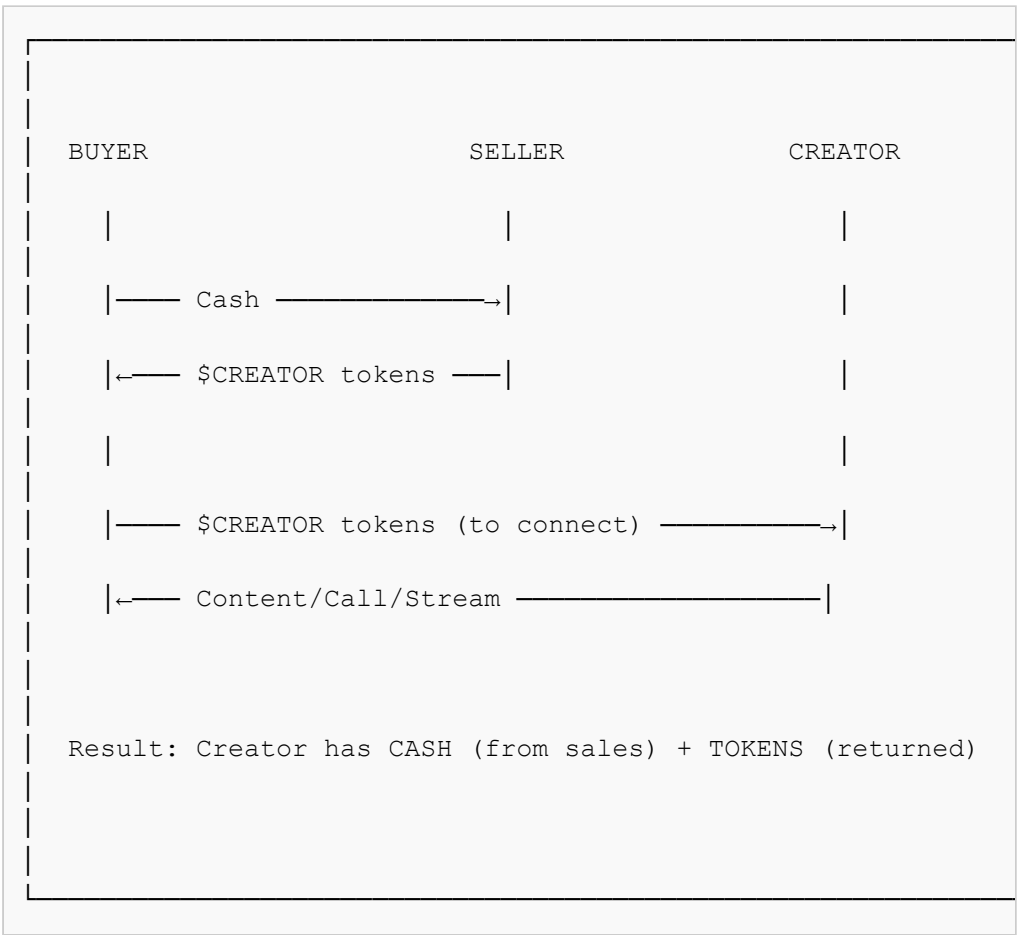 BUYER SELLER CREATOR
Cash
$CREATOR tokens
$CREATOR tokens (to connect)
Content/Call/Stream
Result: Creator has CASH (from sales) + TOKENS (returned)